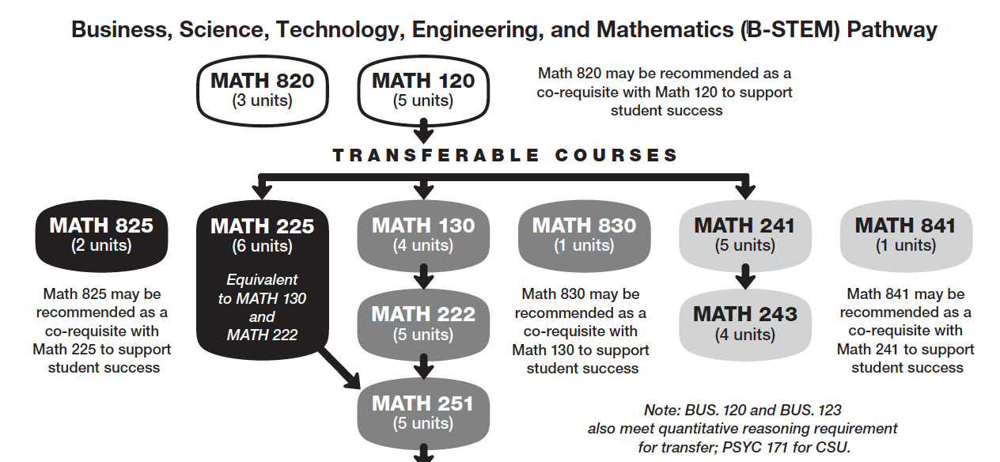 Business, Science, Technology, Engineering, and Mathematics (B-STEM) Pathway
MATH 820
(3 units)
MATH 120
(5 units)
Math 820 may be recommended as a
co-requisite with Math 120 to support
student success
TRANSFERABLE COURSES
MATH 825
(2 units)
Math 825 may be
recommended as a
co-requisite with
Math 225 to support
student success
MATH 225
(6 units)
Equivalent
to MATH 130
and
MATH 222
MATH 130
(4 units)
MATH 222
(5 units)
MATH 251
(5 units)
MATH 830
(1 units)
Math 830 may be
recommended as a
co-requisite with
Math 130 to support
student success
MATH 241
(5 units)
MATH 243
(4 units)
MATH 841
(1 units)
Math 841 may be
recommended as a
co-requisite with
Math 241 to support
student success
Note: BUS. 120 and BUS. 123
also meet quantitative reasoning requirement
for transfer; PSYC 171 for CSU.